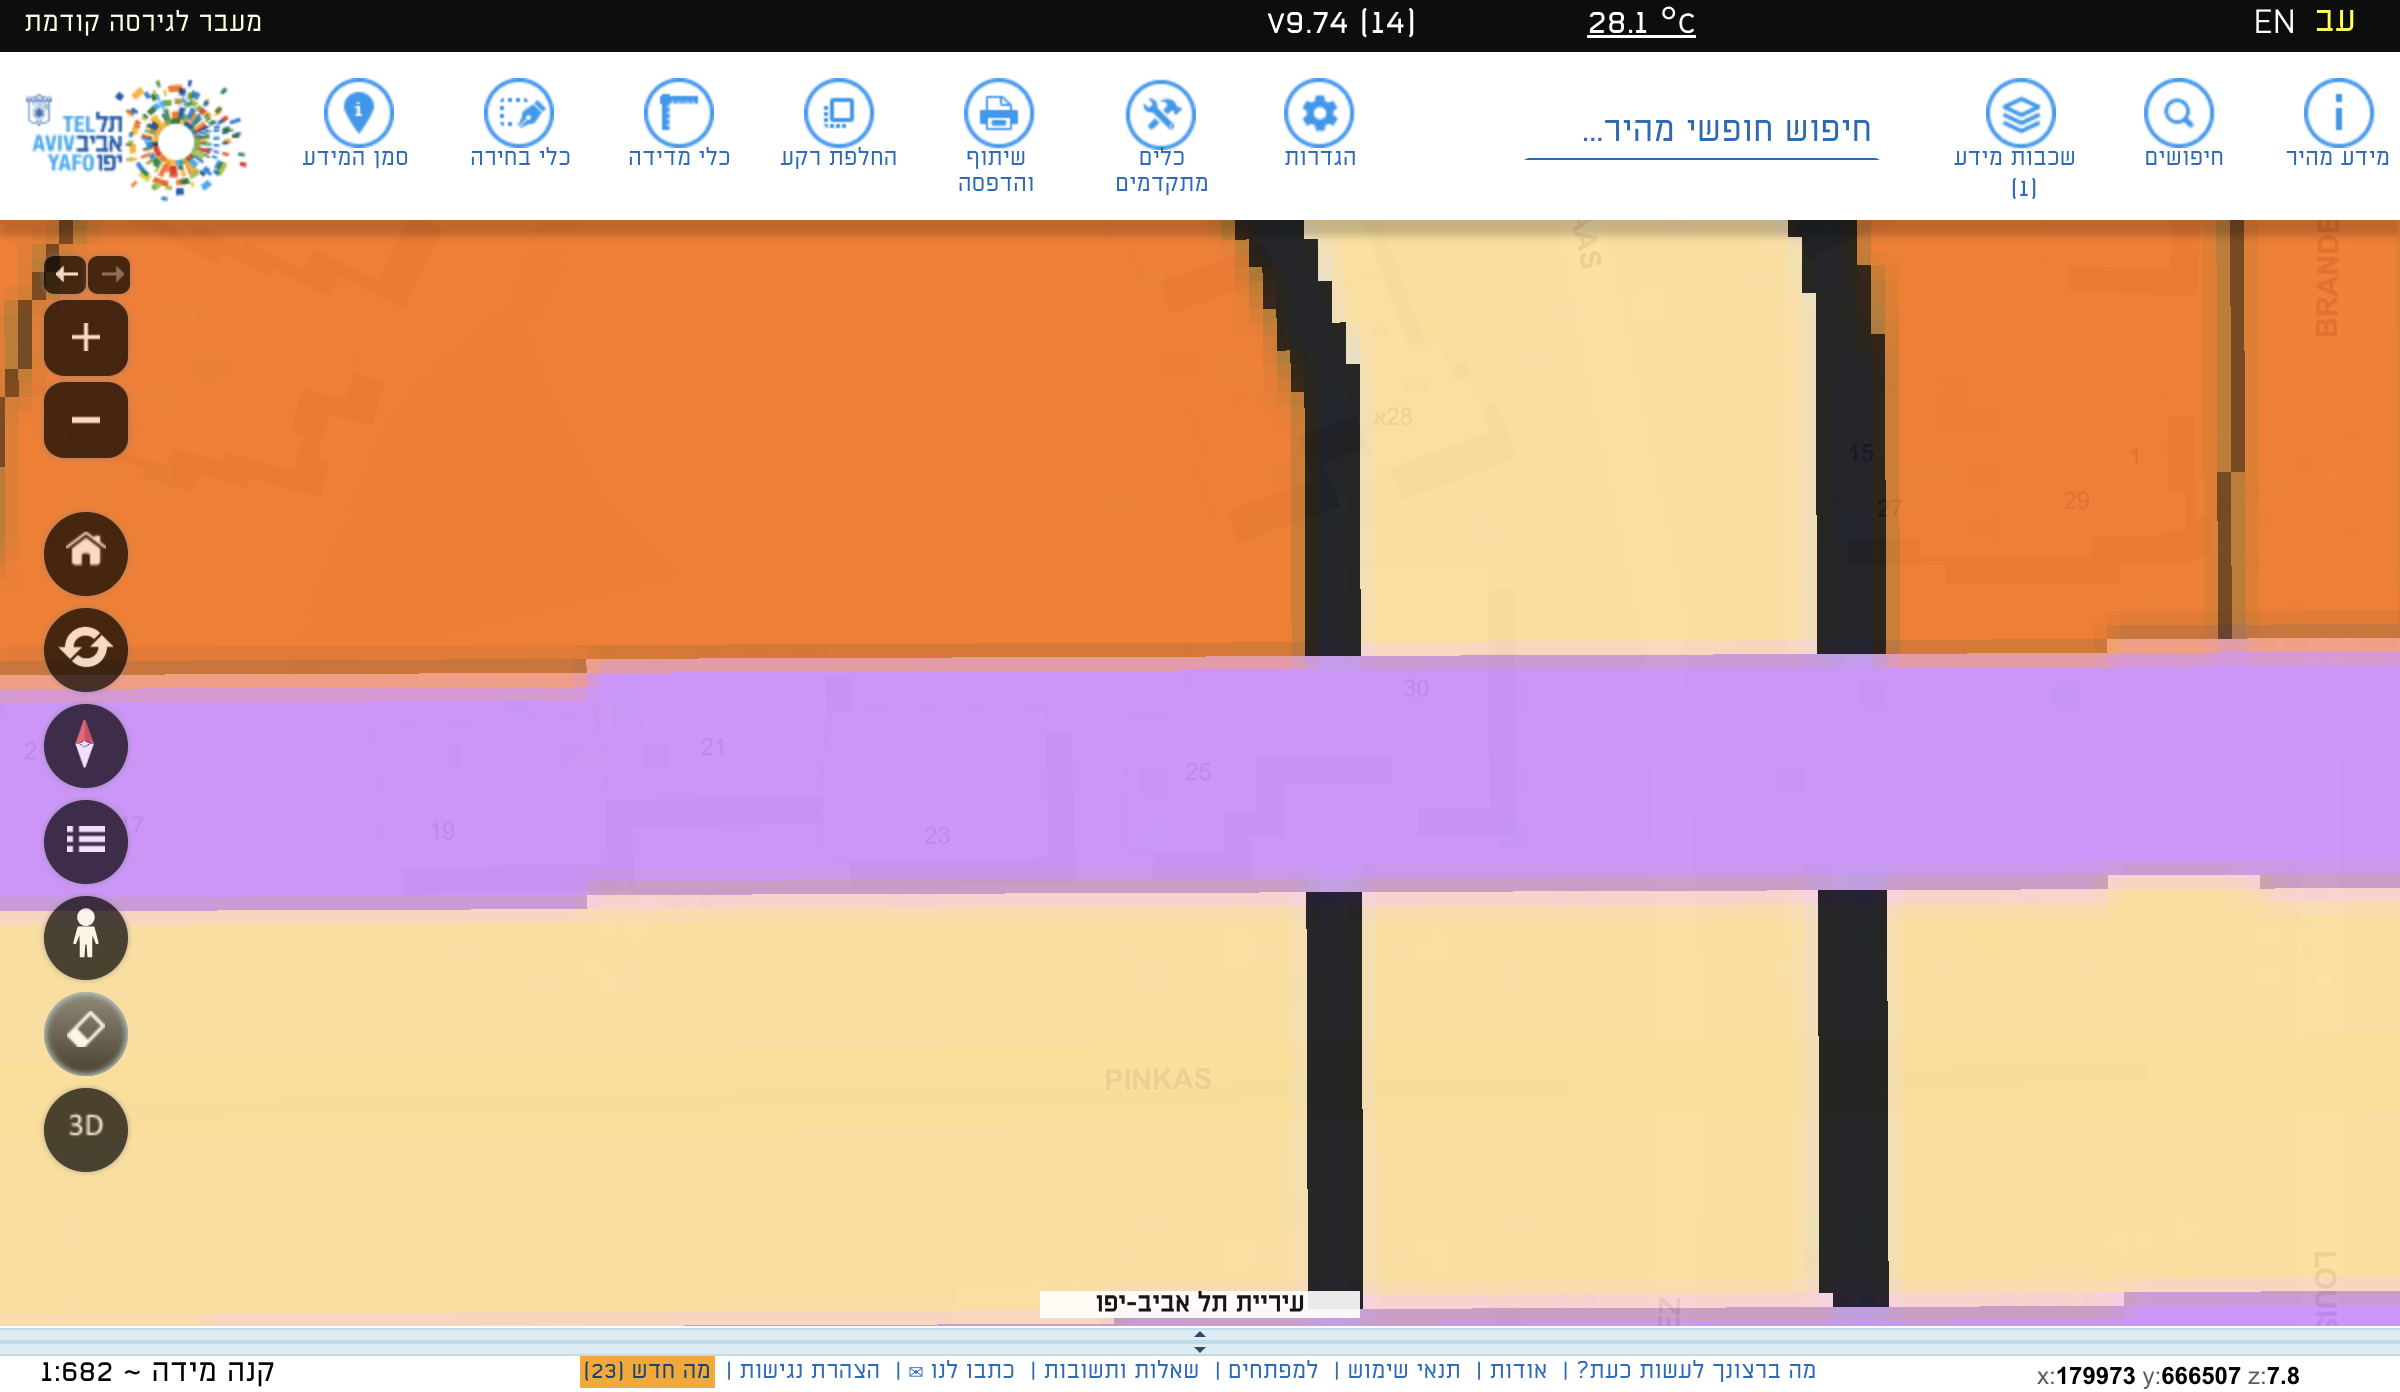 מעבר לגירסה קודמת
V9.74 (14)
28.1 °C
EN עב
תל
אביב
יפו
TEL
AVIV
YAFO
סמן המידע
כלי בחירה
כלי מדידה
החלפת רקע
שיתוף
והדפסה
כלים
מתקדמים
הגדרות
חיפוש חופשי מהיר...
שכבות מידע
(1)
חיפושים
מידע מהיר
BRANDE
28א
15
27
29
1
30
21
25
2
17
19
23
PINKAS
3D
LOUIS
עיריית תל אביב-יפו
קנה מידה ~ 1:682
מה ברצונך לעשות כעת? | אודות | תנאי שימוש | למפתחים | שאלות ותשובות | כתבו לנו ✉ | הצהרת נגישות | מה חדש (23)
x:179973 y:666507 z:7.8